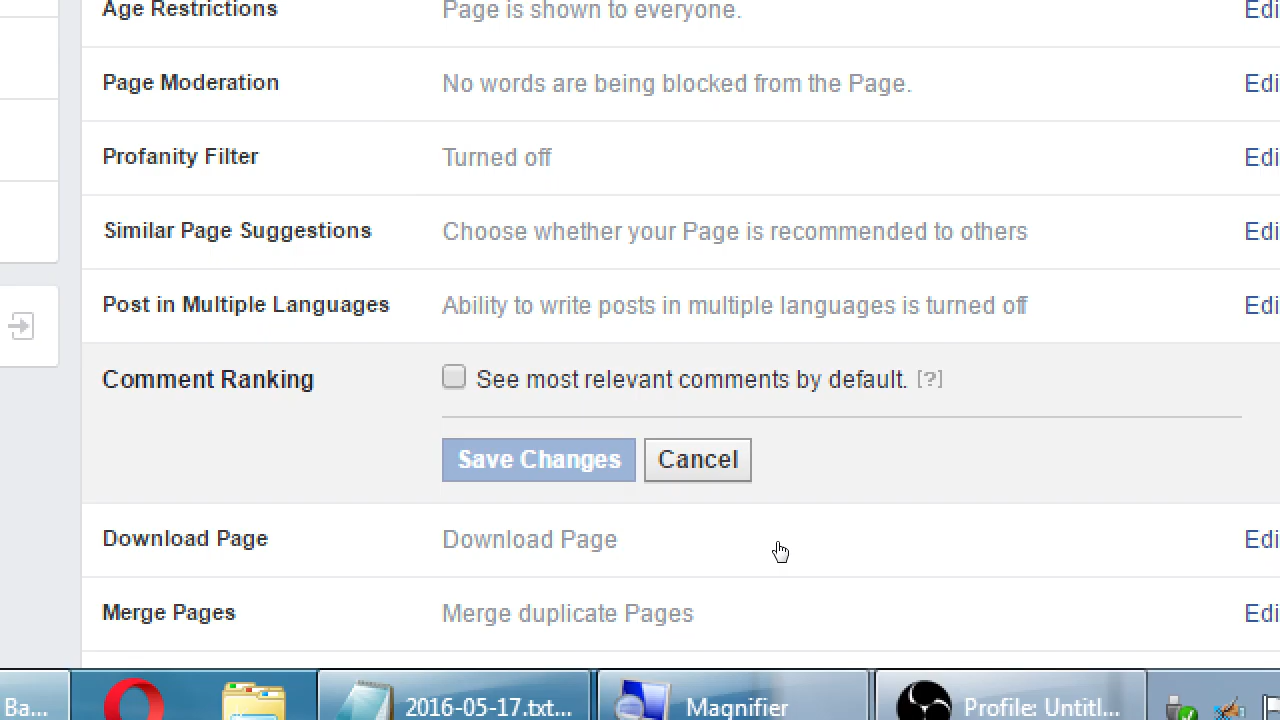 Age Restrictions Page is shown to everyone. Edi
Page Moderation No words are being blocked from the Page. Edi
Profanity Filter Turned off Edi
Similar Page Suggestions Choose whether your Page is recommended to others Edi
Post in Multiple Languages Ability to write posts in multiple languages is turned off Edi
Comment Ranking See most relevant comments by default. [?]
Save Changes Cancel
Download Page Download Page Edi
Merge Pages Merge duplicate Pages Edi
Ba... 2016-05-17.txt... Magnifier Profile: Untitl...